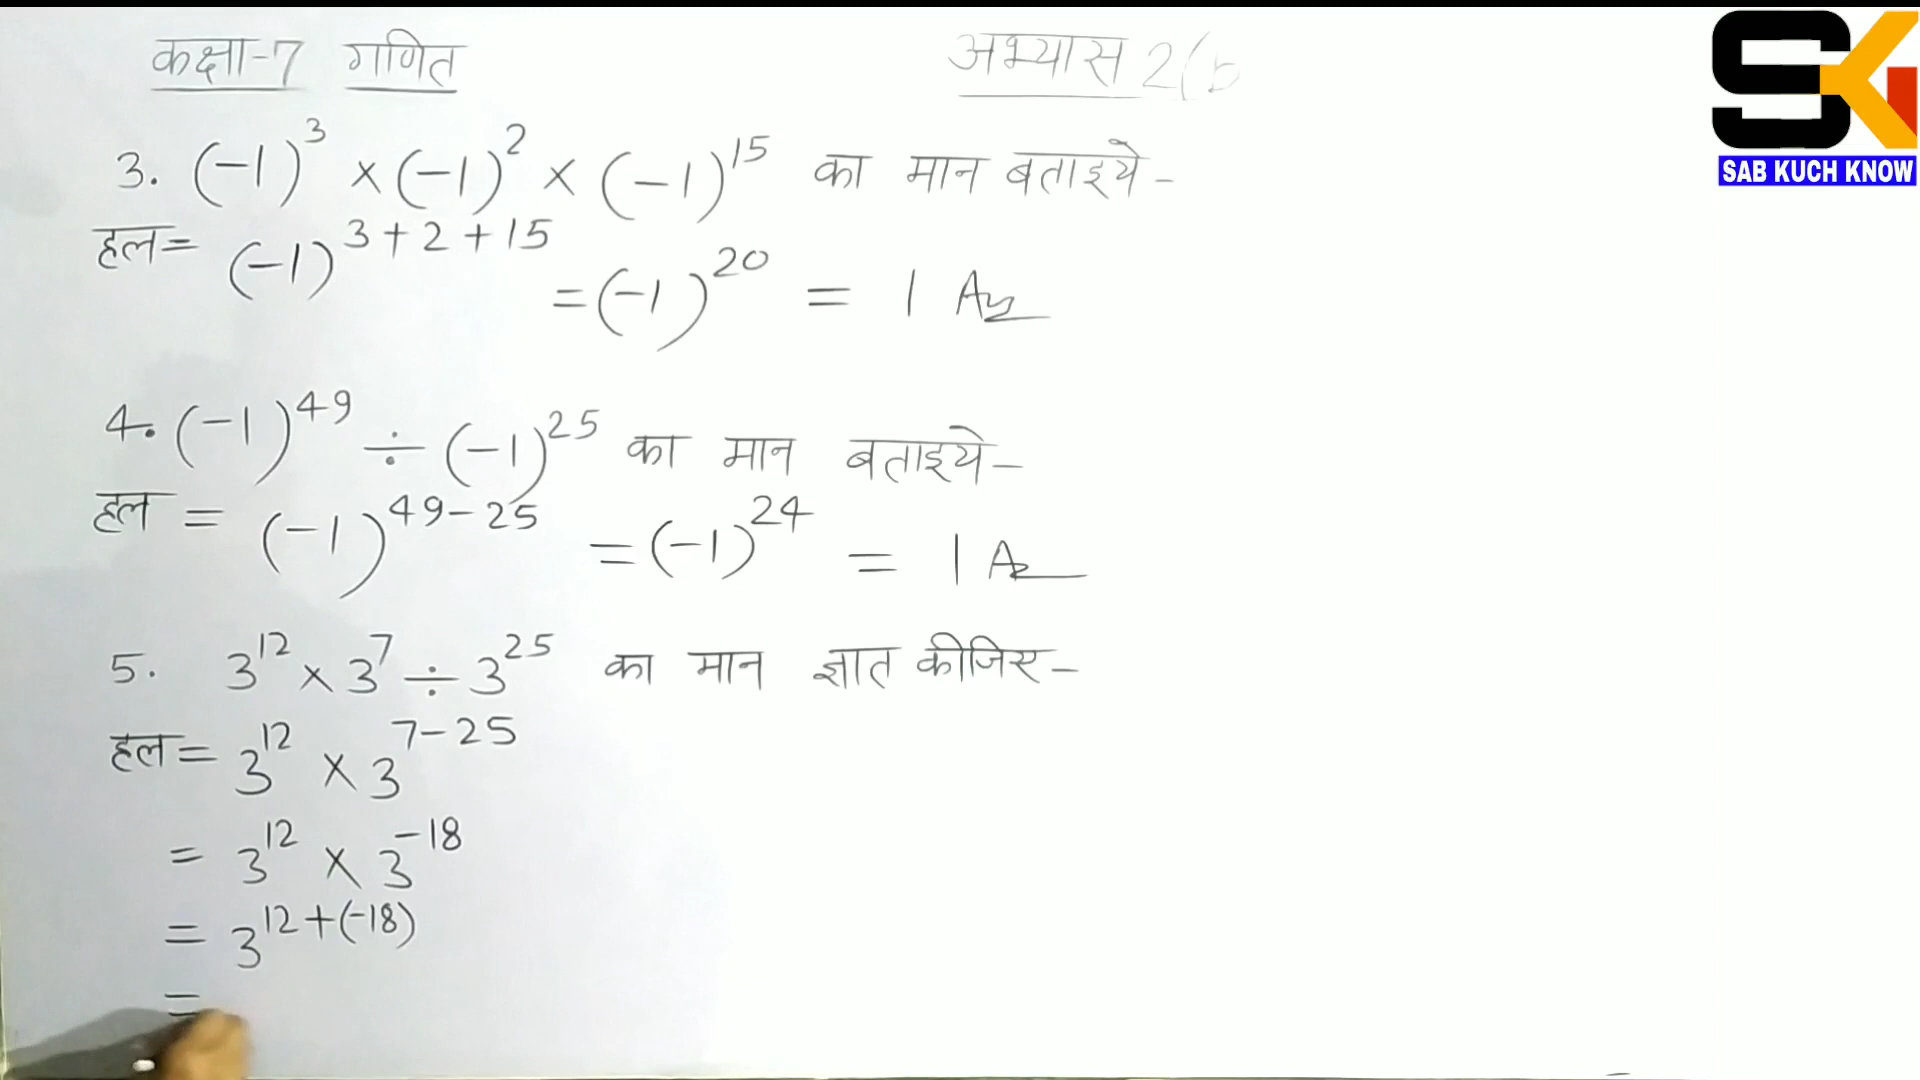 कक्षा-7 गणित अभ्यास 2(b
3. (-1)³ × (-1)² × (-1)¹⁵ का मान बताइये-
हल= (-1)³⁺²⁺¹⁵
=(-1)²⁰ = 1 Ans
4. (-1)⁴⁹ ÷ (-1)²⁵ का मान बताइये-
हल = (-1)⁴⁹⁻²⁵ =(-1)²⁴ = 1 Ans
5. 3¹² × 3⁷ ÷ 3²⁵ का मान ज्ञात कीजिए-
हल= 3¹² × 3⁷⁻²⁵
= 3¹² × 3⁻¹⁸
= 3¹²⁺⁽⁻¹⁸⁾
=
SK
SAB KUCH KNOW